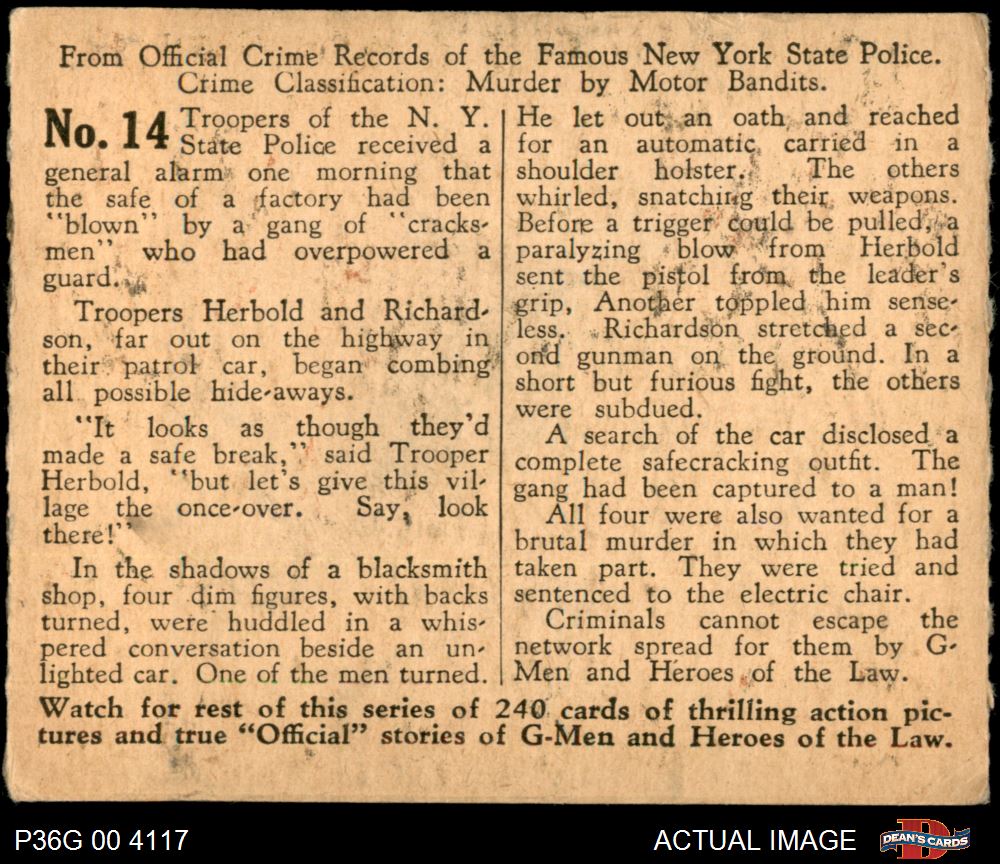 From Official Crime Records of the Famous New York State Police.
Crime Classification: Murder by Motor Bandits.
No. 14 Troopers of the N. Y.
State Police received a
general alarm one morning that
the safe of a factory had been
"blown" by a gang of "cracks-
men" who had overpowered a
guard.
Troopers Herbold and Richard-
son, far out on the highway in
their patrol car, began combing
all possible hide-aways.
"It looks as though they'd
made a safe break," said Trooper
Herbold, "but let's give this vil-
lage the once-over. Say, look
there!"
In the shadows of a blacksmith
shop, four dim figures, with backs
turned, were huddled in a whis-
pered conversation beside an un-
lighted car. One of the men turned.
He let out an oath and reached
for an automatic carried in a
shoulder holster. The others
whirled, snatching their weapons.
Before a trigger could be pulled, a
paralyzing blow from Herbold
sent the pistol from the leader's
grip, Another toppled him sense-
less. Richardson stretched a sec-
ond gunman on the ground. In a
short but furious fight, the others
were subdued.
A search of the car disclosed a
complete safecracking outfit. The
gang had been captured to a man!
All four were also wanted for a
brutal murder in which they had
taken part. They were tried and
sentenced to the electric chair.
Criminals cannot escape the
network spread for them by G-
Men and Heroes of the Law.
Watch for rest of this series of 240 cards of thrilling action pic-
tures and true "Official" stories of G-Men and Heroes of the Law.
P36G 00 4117
ACTUAL IMAGE
DEAN'S CARDS